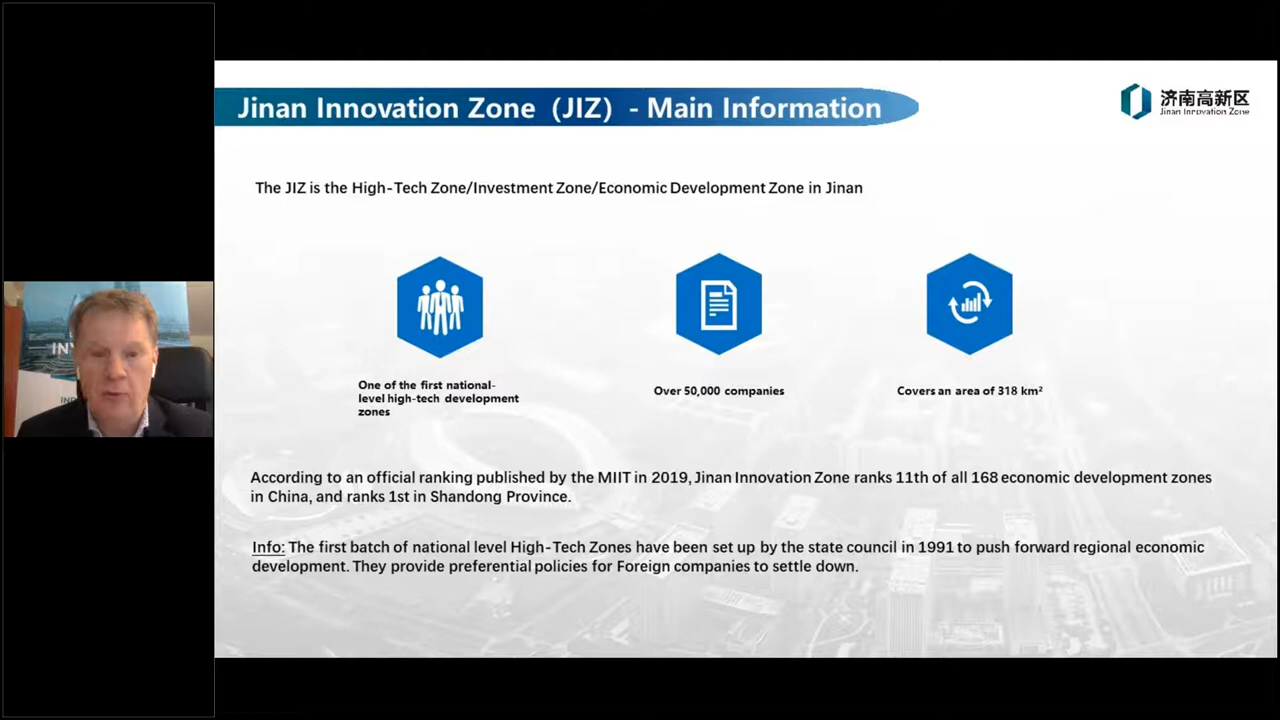 Jinan Innovation Zone (JIZ) - Main Information
济南高新区
Jinan Innovation Zone
The JIZ is the High-Tech Zone/Investment Zone/Economic Development Zone in Jinan
One of the first national-
level high-tech development
zones
Over 50,000 companies
Covers an area of 318 km²
According to an official ranking published by the MIIT in 2019, Jinan Innovation Zone ranks 11th of all 168 economic development zones
in China, and ranks 1st in Shandong Province.
Info: The first batch of national level High-Tech Zones have been set up by the state council in 1991 to push forward regional economic
development. They provide preferential policies for Foreign companies to settle down.